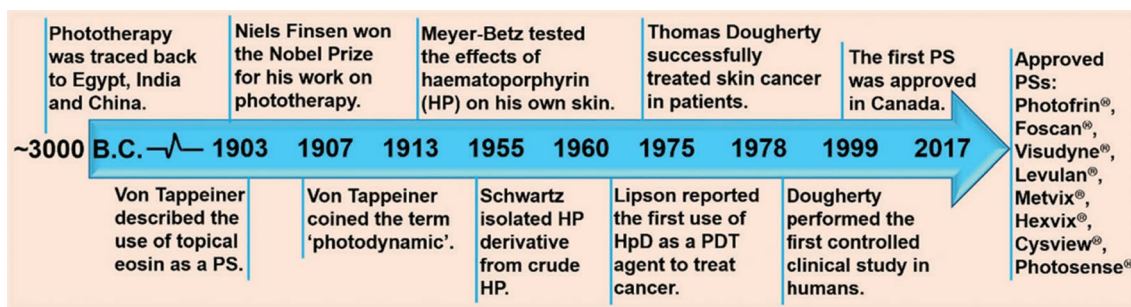 Phototherapy
was traced back
to Egypt, India
and China.
Niels Finsen won
the Nobel Prize
for his work on
phototherapy.
Meyer-Betz tested
the effects of
haematoporphyrin
(HP) on his own skin.
Thomas Dougherty
successfully
treated skin cancer
in patients.
The first PS
was approved
in Canada.
Approved
PSs:
Photofrin®,
Foscan®,
Visudyne®,
Levulan®,
Metvix®,
Hexvix®,
Cysview®,
Photosense®
~3000 B.C. 1903 1907 1913 1955 1960 1975 1978 1999 2017
Von Tappeiner
described the
use of topical
eosin as a PS.
Von Tappeiner
coined the term
‘photodynamic’.
Schwartz
isolated HP
derivative
from crude
HP.
Lipson reported
the first use of
HpD as a PDT
agent to treat
cancer.
Dougherty
performed the
first controlled
clinical study in
humans.